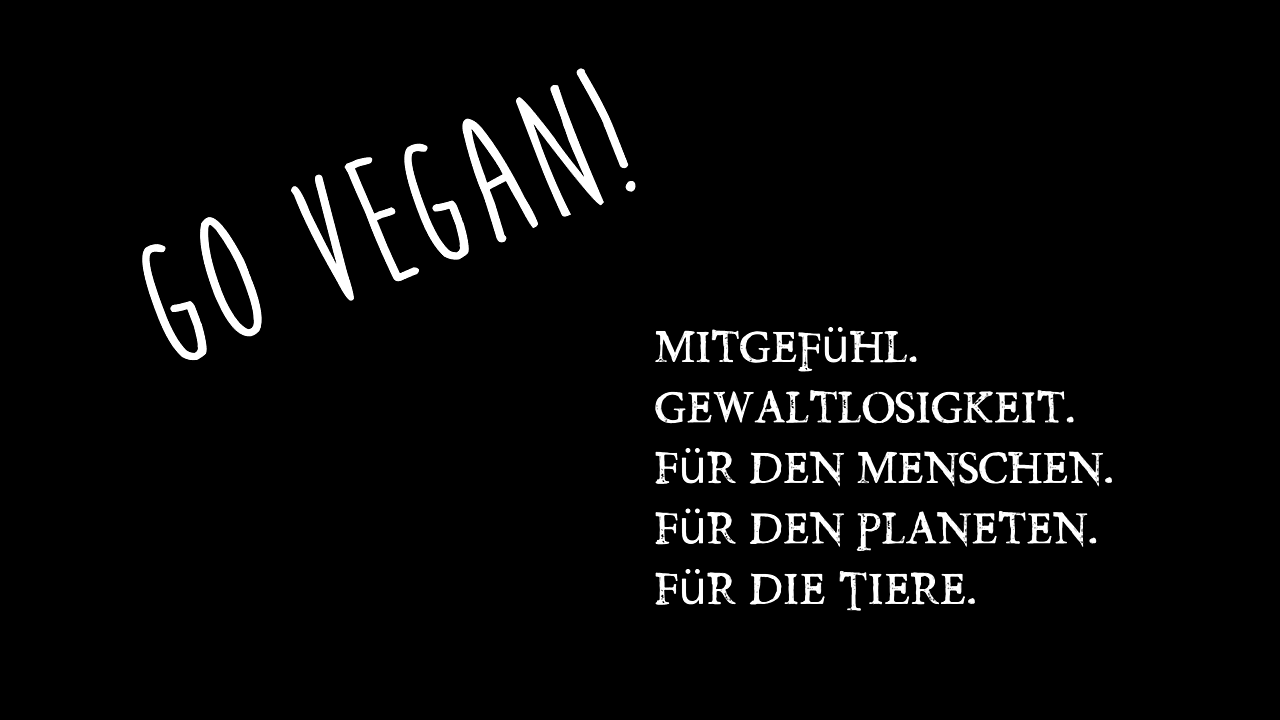 GO VEGAN!
MITGEFÜHL.
GEWALTLOSIGKEIT.
FÜR DEN MENSCHEN.
FÜR DEN PLANETEN.
FÜR DIE TIERE.